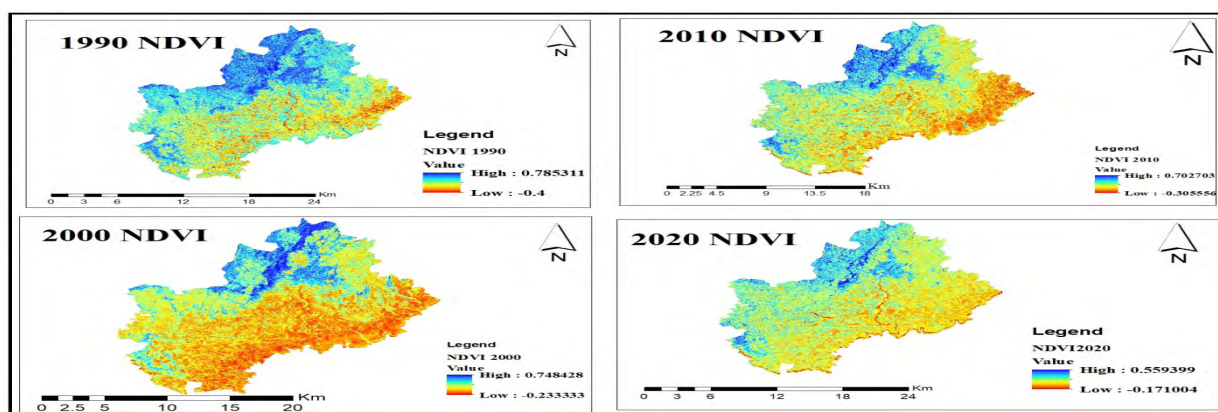 1990 NDVI
N
Legend
NDVI 1990
Value
High : 0.785311
Low : -0.4
Km
0 3 6 12 18 24
2010 NDVI
N
Legend
NDVI 2010
Value
High : 0.702703
Low : -0.305556
Km
0 2.25 4.5 9 13.5 18
2000 NDVI
N
Legend
NDVI 2000
Value
High : 0.748428
Low : -0.233333
Km
0 2.5 5 10 15 20
2020 NDVI
N
Legend
NDVI2020
Value
High : 0.559399
Low : -0.171004
Km
0 3 6 12 18 24